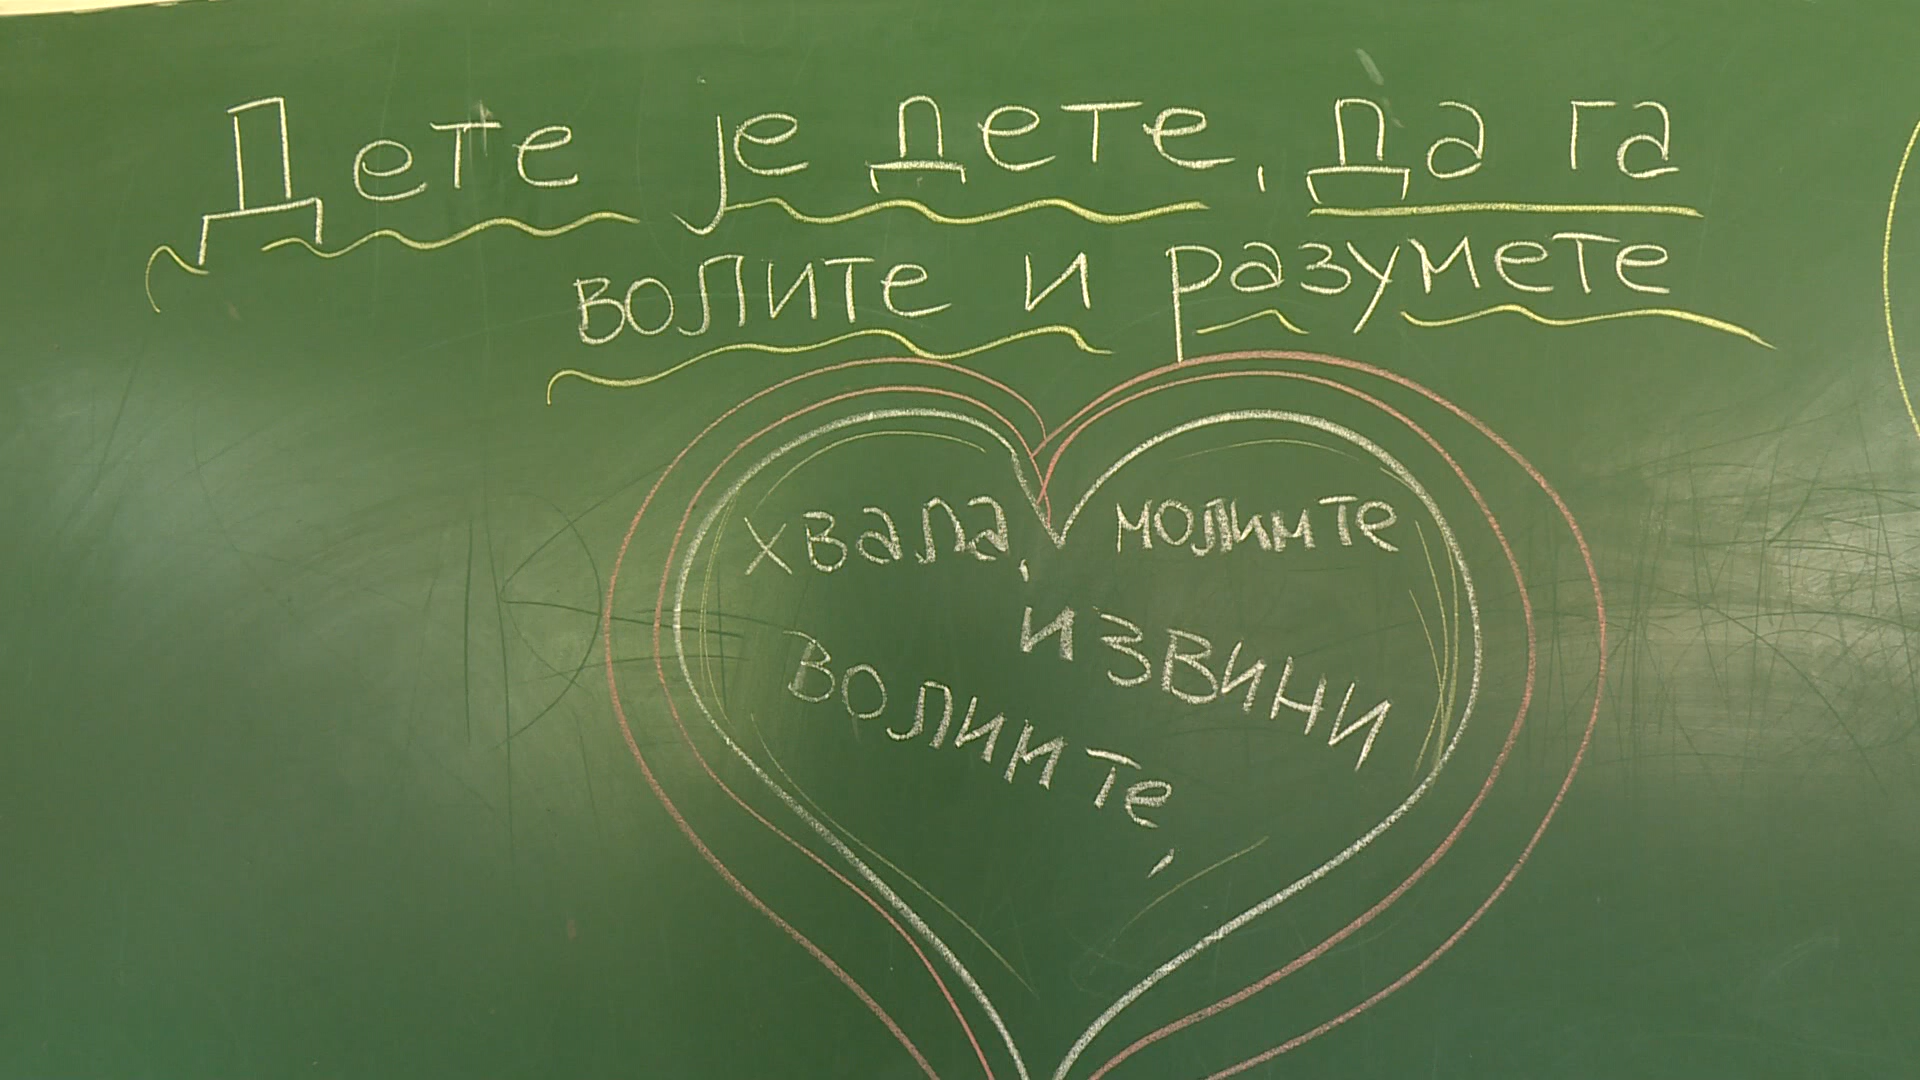 Дете је дете, да га
волите и разумете
хвала, молим те
извини
волим те,